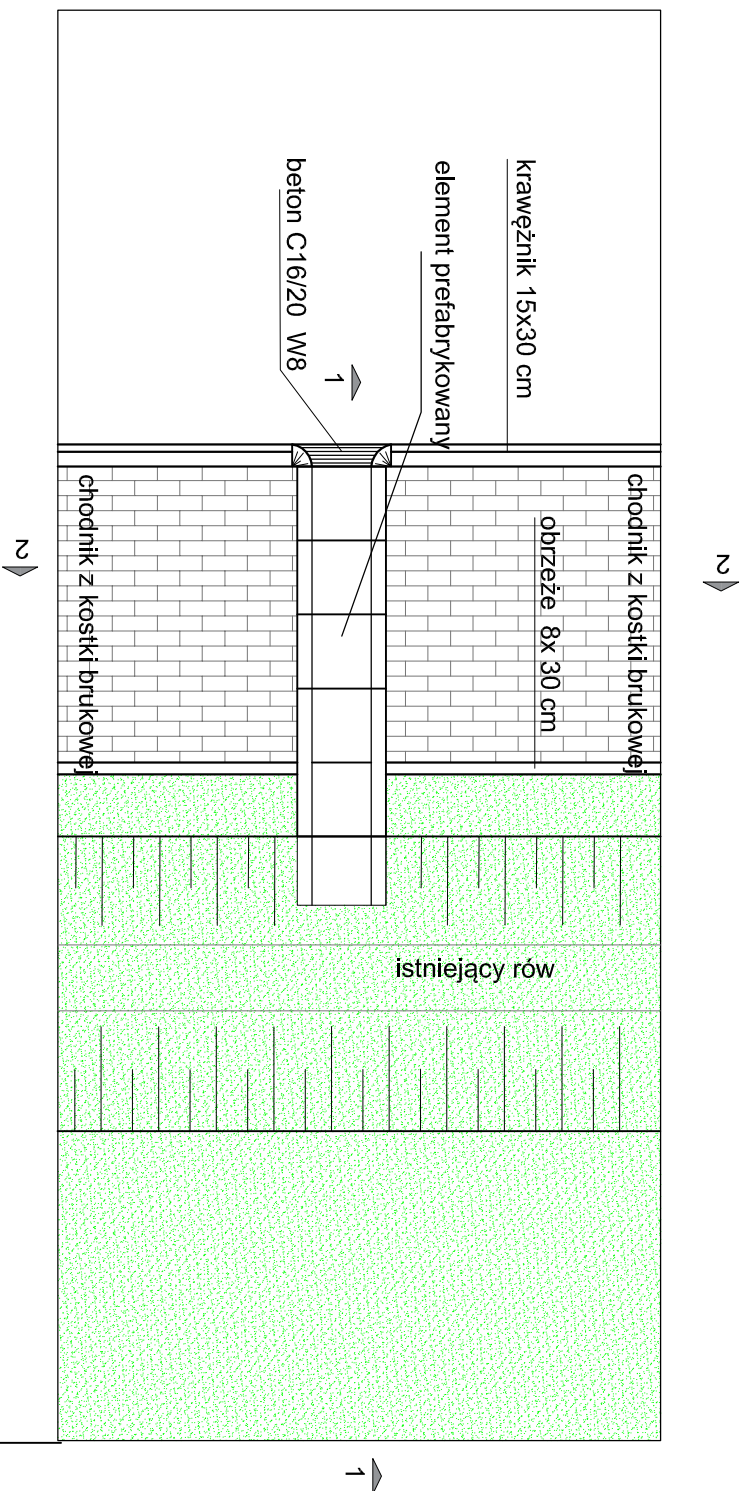 krawężnik 15x30 cm
element prefabrykowany
beton C16/20 W8
1
chodnik z kostki brukowej
obrzeże 8x 30 cm
chodnik z kostki brukowej
2
2
istniejący rów
1